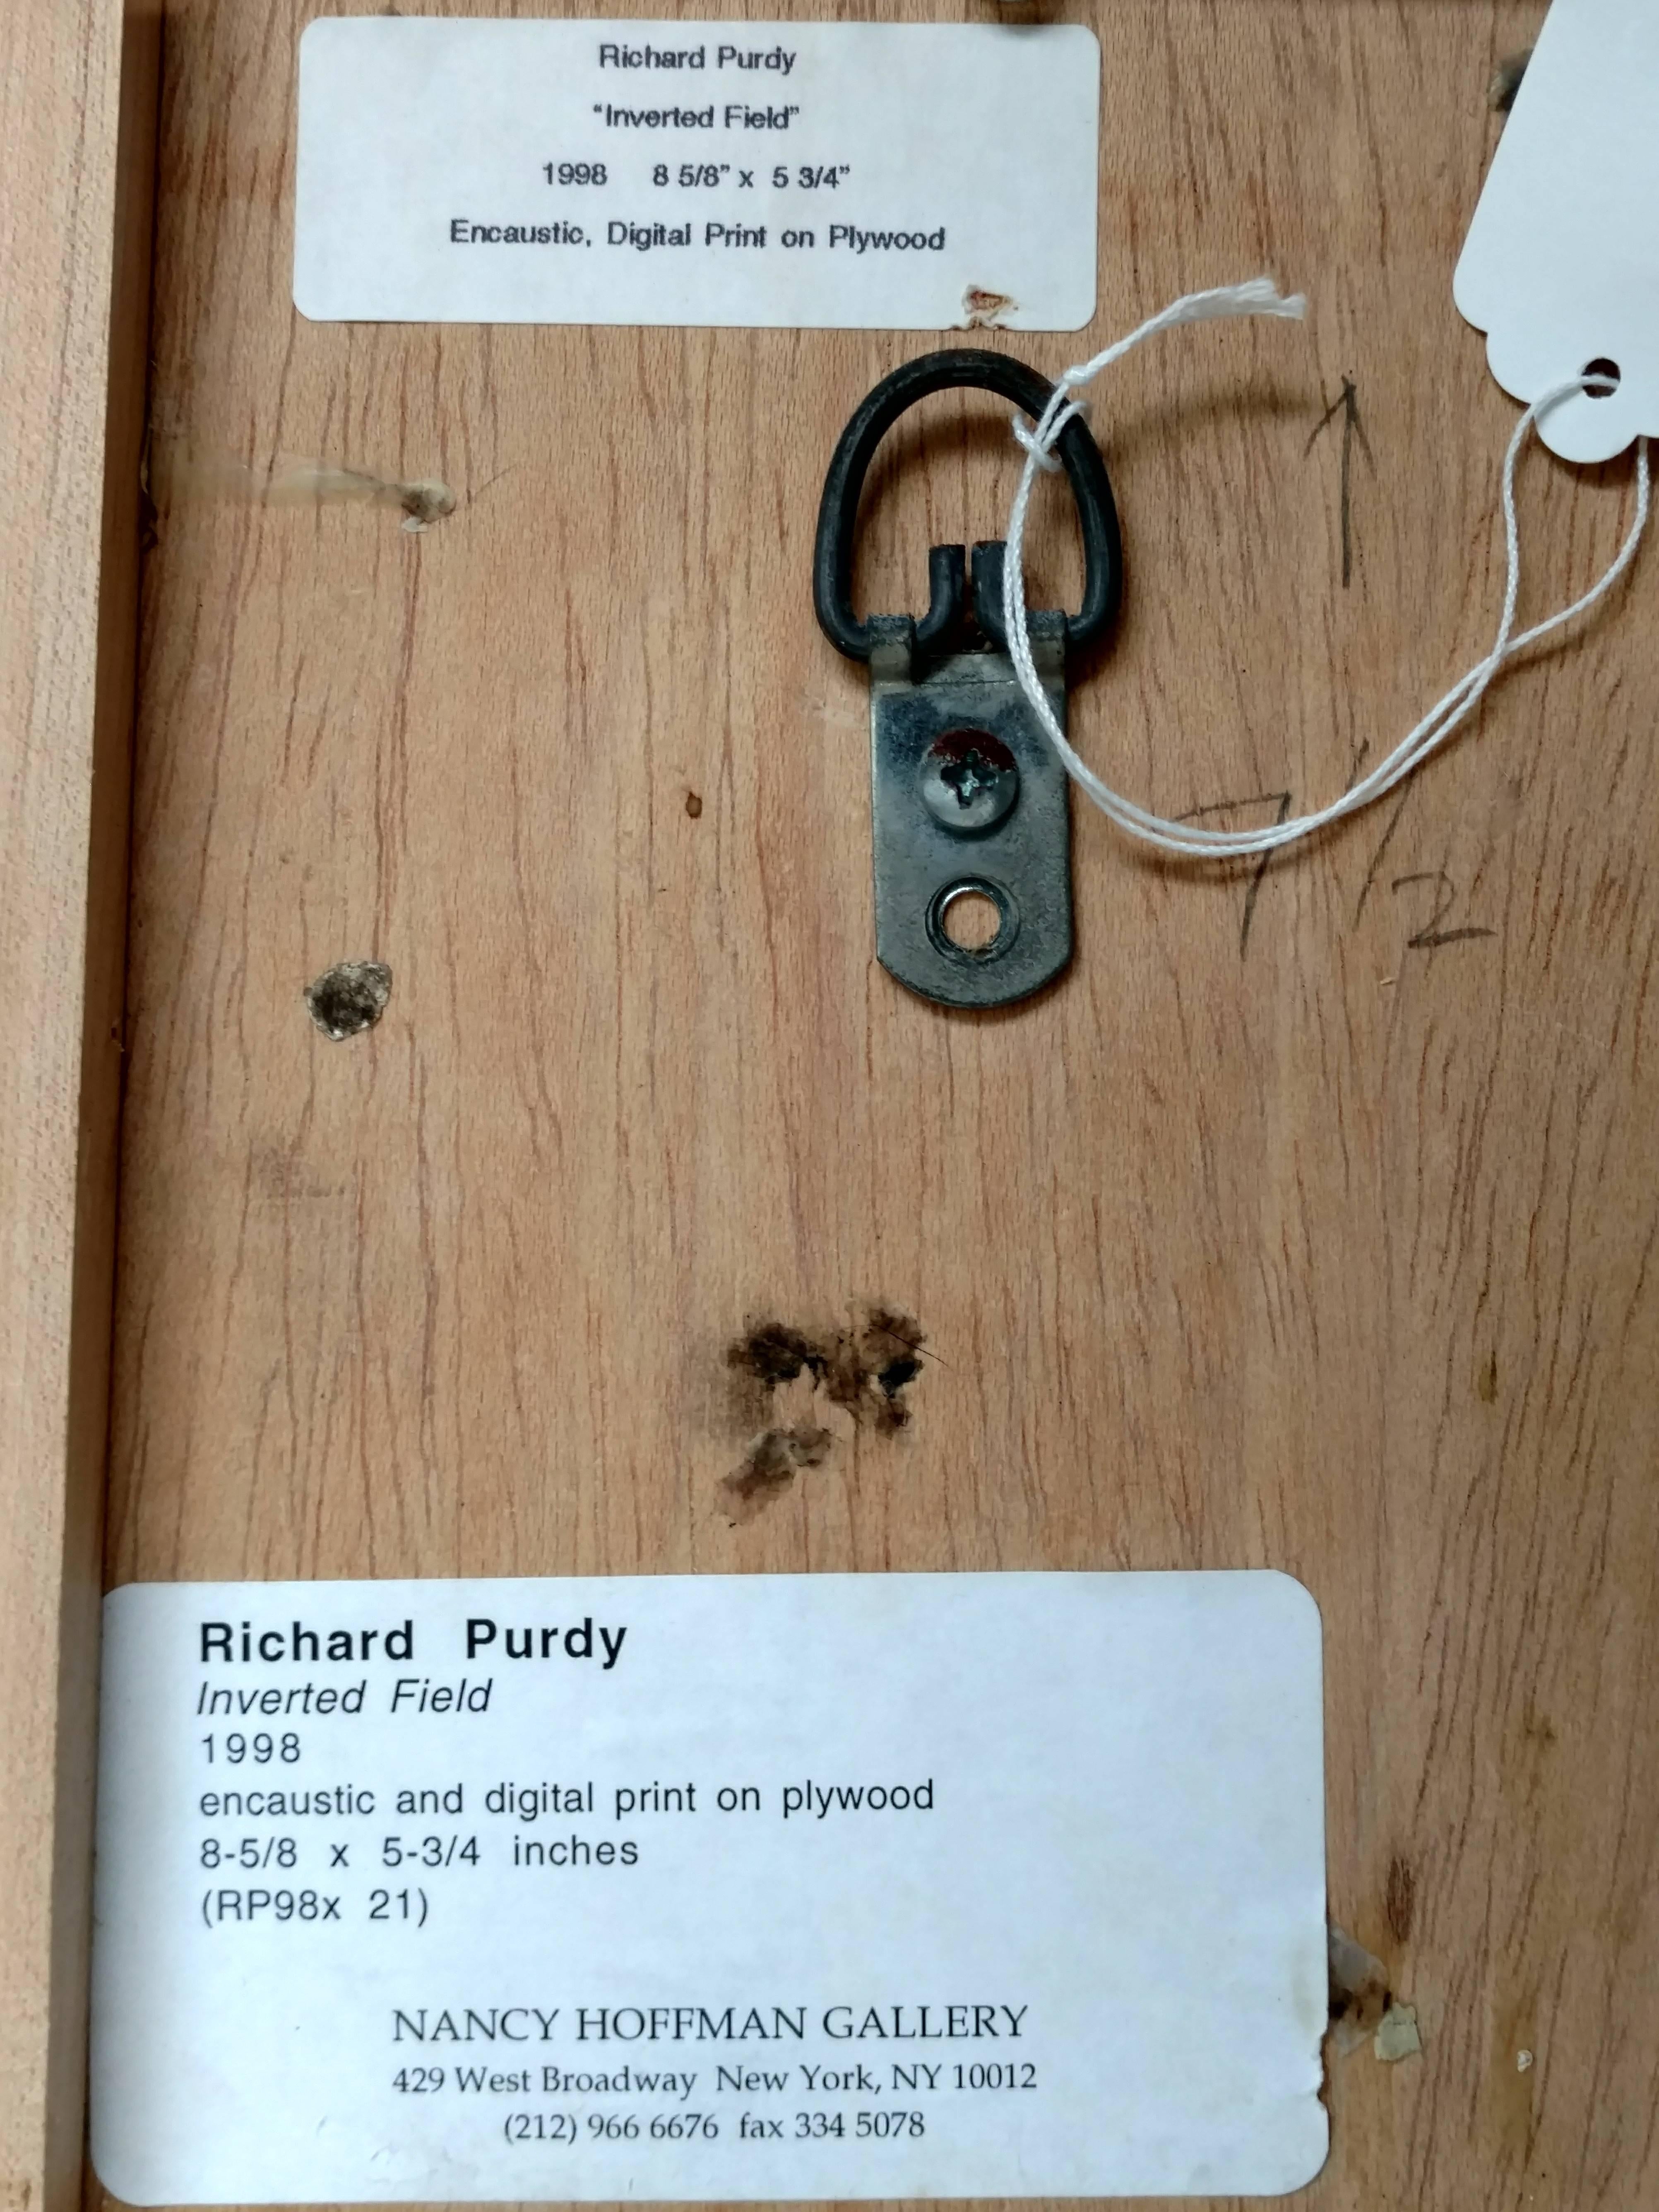 Richard Purdy
“Inverted Field”
1998 8 5/8” x 5 3/4”
Encaustic, Digital Print on Plywood
7/2
Richard Purdy
Inverted Field
1998
encaustic and digital print on plywood
8-5/8 x 5-3/4 inches
(RP98x 21)
NANCY HOFFMAN GALLERY
429 West Broadway New York, NY 10012
(212) 966 6676 fax 334 5078